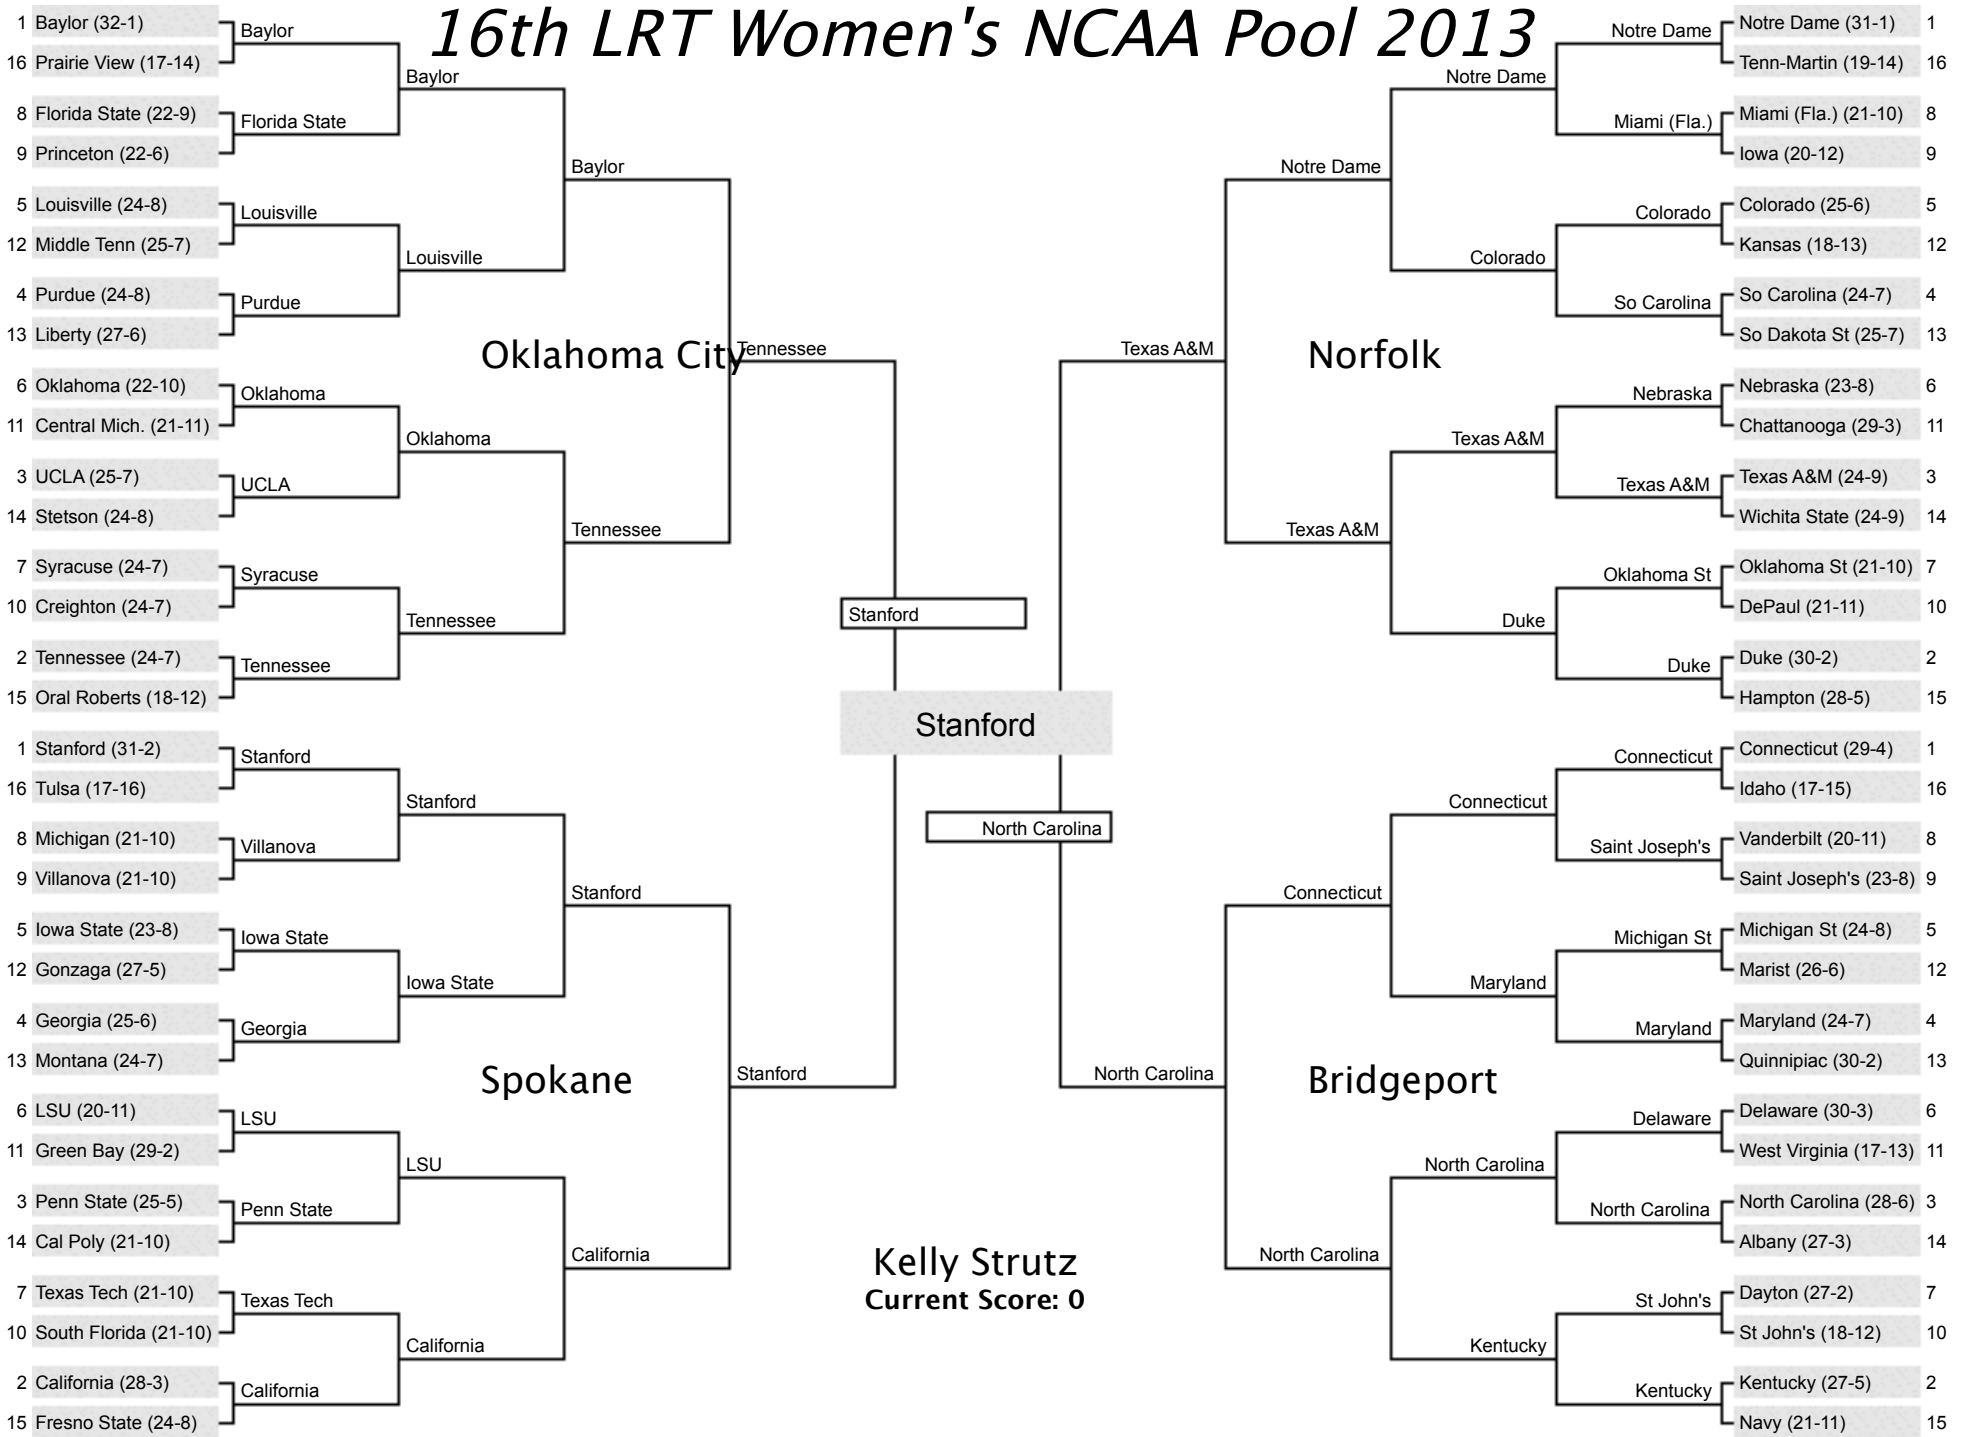 16th LRT Women's NCAA Pool 2013
1 Baylor (32-1)
16 Prairie View (17-14)
8 Florida State (22-9)
9 Princeton (22-6)
5 Louisville (24-8)
12 Middle Tenn (25-7)
4 Purdue (24-8)
13 Liberty (27-6)
6 Oklahoma (22-10)
11 Central Mich. (21-11)
3 UCLA (25-7)
14 Stetson (24-8)
7 Syracuse (24-7)
10 Creighton (24-7)
2 Tennessee (24-7)
15 Oral Roberts (18-12)
1 Stanford (31-2)
16 Tulsa (17-16)
8 Michigan (21-10)
9 Villanova (21-10)
5 Iowa State (23-8)
12 Gonzaga (27-5)
4 Georgia (25-6)
13 Montana (24-7)
6 LSU (20-11)
11 Green Bay (29-2)
3 Penn State (25-5)
14 Cal Poly (21-10)
7 Texas Tech (21-10)
10 South Florida (21-10)
2 California (28-3)
15 Fresno State (24-8)
Baylor
Florida State
Louisville
Purdue
Oklahoma
UCLA
Syracuse
Tennessee
Stanford
Villanova
Iowa State
Georgia
LSU
Penn State
Texas Tech
California
Baylor
Louisville
Oklahoma
Tennessee
Stanford
Iowa State
LSU
California
Baylor
Tennessee
Stanford
California
Oklahoma City
Tennessee
Spokane
Stanford
Stanford
Stanford
North Carolina
Kelly Strutz
Current Score: 0
Texas A&M
Norfolk
North Carolina
Bridgeport
Notre Dame
Texas A&M
Connecticut
North Carolina
Notre Dame
Colorado
Texas A&M
Duke
Connecticut
Maryland
North Carolina
Kentucky
Notre Dame
Miami (Fla.)
Colorado
So Carolina
Nebraska
Texas A&M
Oklahoma St
Duke
Connecticut
Saint Joseph's
Michigan St
Maryland
Delaware
North Carolina
St John's
Kentucky
Notre Dame (31-1) 1
Tenn-Martin (19-14) 16
Miami (Fla.) (21-10) 8
Iowa (20-12) 9
Colorado (25-6) 5
Kansas (18-13) 12
So Carolina (24-7) 4
So Dakota St (25-7) 13
Nebraska (23-8) 6
Chattanooga (29-3) 11
Texas A&M (24-9) 3
Wichita State (24-9) 14
Oklahoma St (21-10) 7
DePaul (21-11) 10
Duke (30-2) 2
Hampton (28-5) 15
Connecticut (29-4) 1
Idaho (17-15) 16
Vanderbilt (20-11) 8
Saint Joseph's (23-8) 9
Michigan St (24-8) 5
Marist (26-6) 12
Maryland (24-7) 4
Quinnipiac (30-2) 13
Delaware (30-3) 6
West Virginia (17-13) 11
North Carolina (28-6) 3
Albany (27-3) 14
Dayton (27-2) 7
St John's (18-12) 10
Kentucky (27-5) 2
Navy (21-11) 15